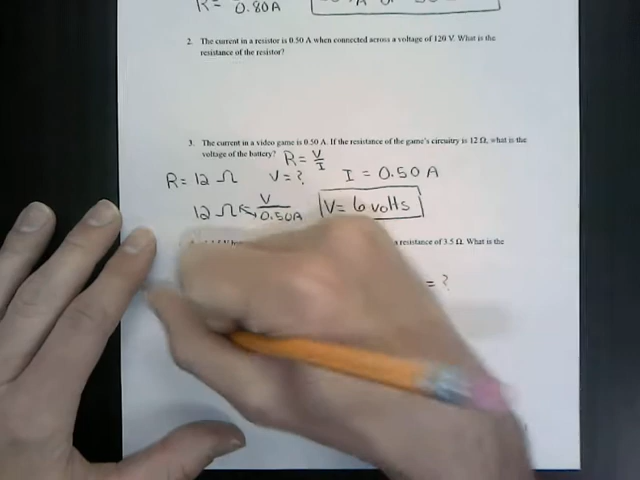 R= 0.80A
2. The current in a resistor is 0.50 A when connected across a voltage of 120 V. What is the
resistance of the resistor?
3. The current in a video game is 0.50 A. If the resistance of the game's circuitry is 12 Ω, what is the
voltage of the battery? R = V/I
R = 12 Ω V = ? I = 0.50 A
12 Ω = V/0.50A V= 6 volts
resistance of 3.5 Ω. What is the
= ?